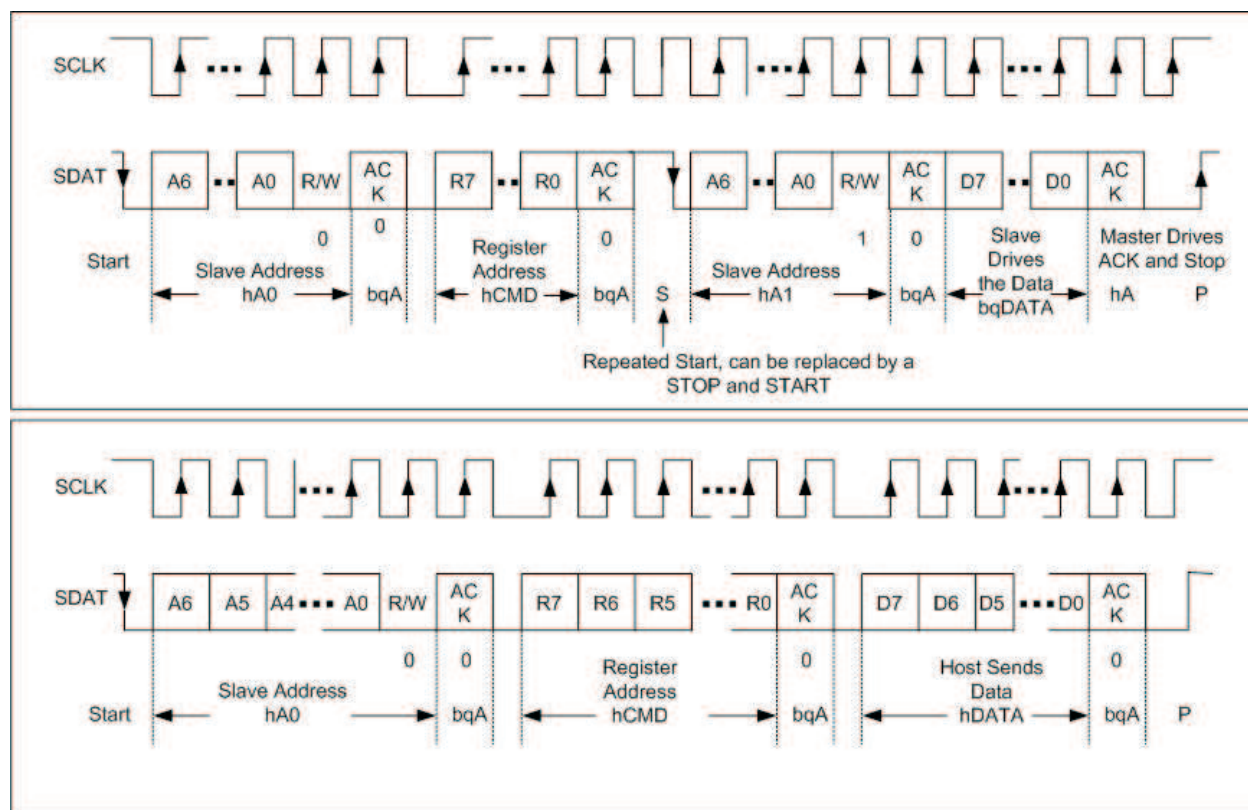 SCLK
SDAT
A6 A0 R/W AC K R7 R0 AC K A6 A0 R/W AC K D7 D0 AC K
0 0 0 1 0
Start
Slave Address
hA0
bqA
Register
Address
hCMD
bqA
S
Slave Address
hA1
bqA
Slave
Drives
the Data
bqDATA
Master Drives
ACK and Stop
hA
P
Repeated Start, can be replaced by a
STOP and START
SCLK
SDAT
A6 A5 A4 A0 R/W AC K R7 R6 R5 R0 AC K D7 D6 D5 D0 AC K
0 0 0 0
Start
Slave Address
hA0
bqA
Register
Address
hCMD
bqA
Host Sends
Data
hDATA
bqA
P